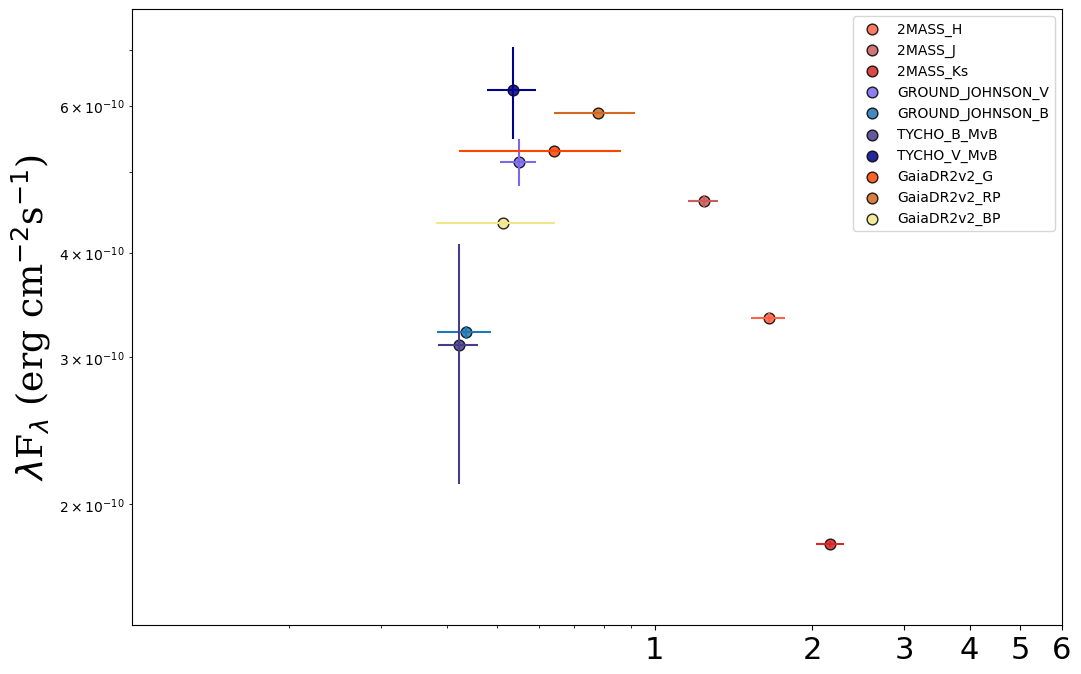 2MASS_H
2MASS_J
2MASS_Ks
GROUND_JOHNSON_V
GROUND_JOHNSON_B
TYCHO_B_MvB
TYCHO_V_MvB
GaiaDR2v2_G
GaiaDR2v2_RP
GaiaDR2v2_BP
λF_λ (erg cm⁻²s⁻¹)
6 × 10⁻¹⁰
4 × 10⁻¹⁰
3 × 10⁻¹⁰
2 × 10⁻¹⁰
1 2 3 4 5 6